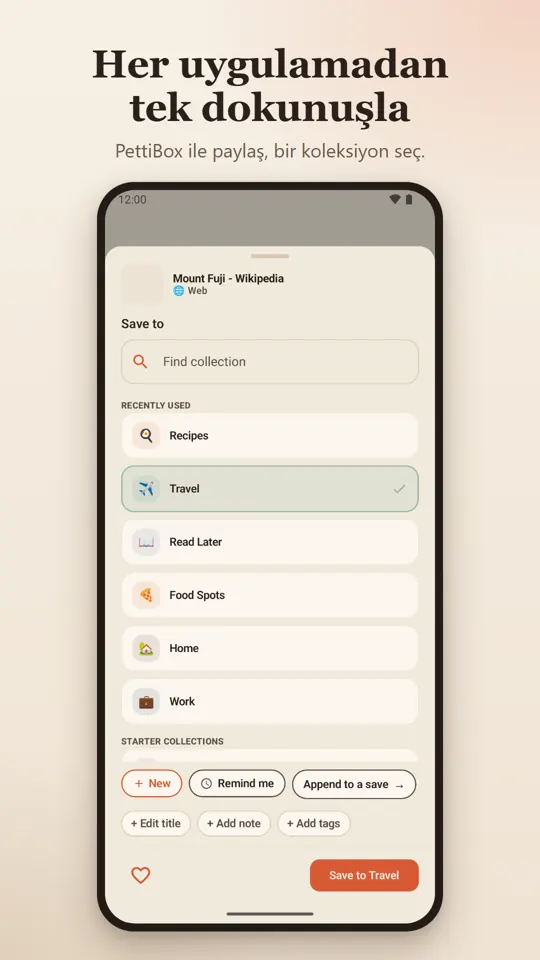 Her uygulamadan
tek dokunuşla
PettiBox ile paylaş, bir koleksiyon seç.
12:00
Mount Fuji - Wikipedia
Web
Save to
Find collection
RECENTLY USED
Recipes
Travel
Read Later
Food Spots
Home
Work
STARTER COLLECTIONS
+ New
Remind me
Append to a save →
+ Edit title
+ Add note
+ Add tags
Save to Travel